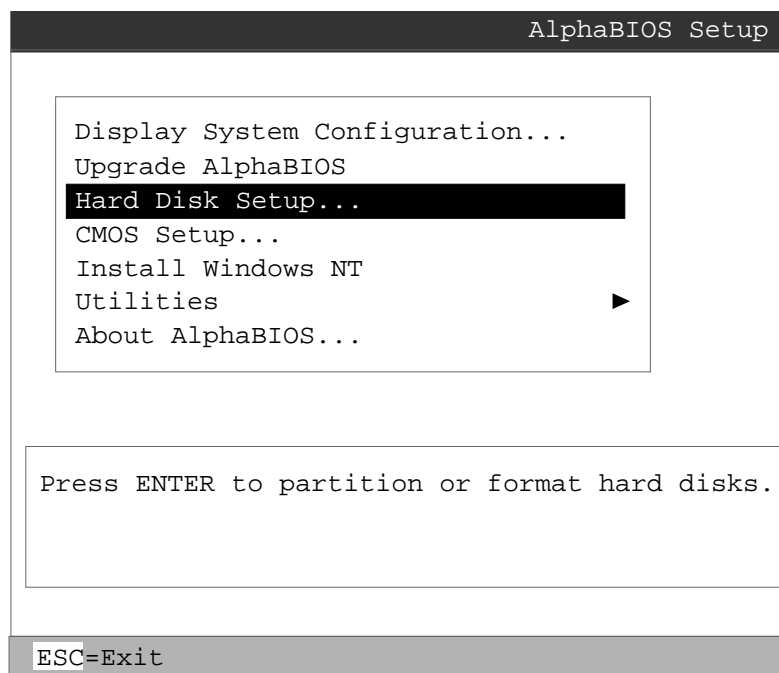 AlphaBIOS Setup
Display System Configuration...
Upgrade AlphaBIOS
Hard Disk Setup...
CMOS Setup...
Install Windows NT
Utilities
About AlphaBIOS...
Press ENTER to partition or format hard disks.
ESC=Exit